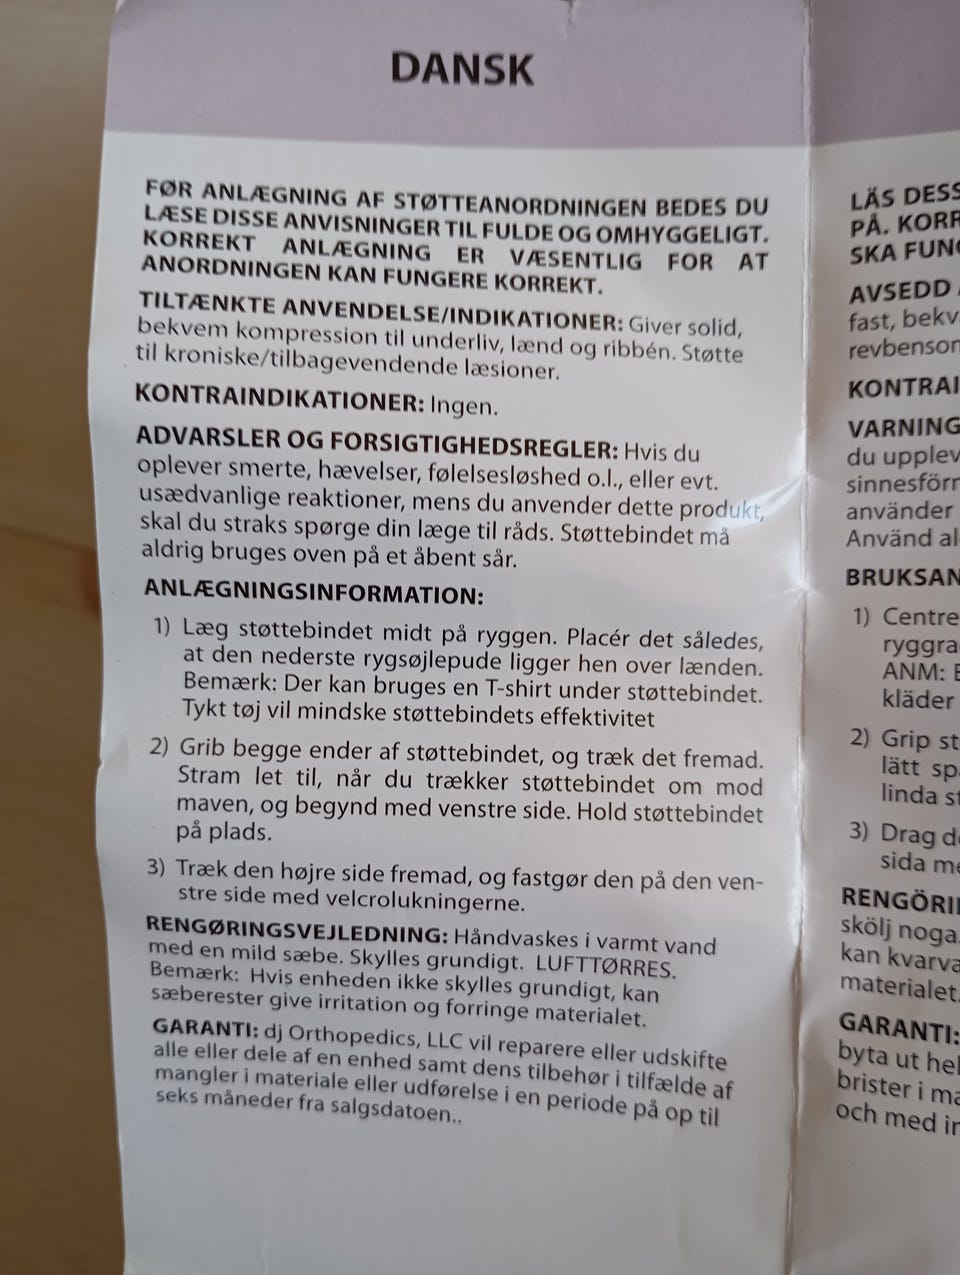 DANSK
FØR ANLÆGNING AF STØTTEANORDNINGEN BEDES DU
LÆSE DISSE ANVISNINGER TIL FULDE OG OMHYGGELIGT.
KORREKT ANLÆGNING ER VÆSENTLIG FOR AT
ANORDNINGEN KAN FUNGERE KORREKT.
TILTÆNKTE ANVENDELSE/INDIKATIONER: Giver solid,
bekvem kompression til underliv, lænd og ribbén. Støtte
til kroniske/tilbagevendende læsioner.
KONTRAINDIKATIONER: Ingen.
ADVARSLER OG FORSIGTIGHEDSREGLER: Hvis du
oplever smerte, hævelser, følelsesløshed o.l., eller evt.
usædvanlige reaktioner, mens du anvender dette produkt,
skal du straks spørge din læge til råds. Støttebindet må
aldrig bruges oven på et åbent sår.
ANLÆGNINGSINFORMATION:
1) Læg støttebindet midt på ryggen. Placér det således,
at den nederste rygsøjlepude ligger hen over lænden.
Bemærk: Der kan bruges en T-shirt under støttebindet.
Tykt tøj vil mindske støttebindets effektivitet
2) Grib begge ender af støttebindet, og træk det fremad.
Stram let til, når du trækker støttebindet om mod
maven, og begynd med venstre side. Hold støttebindet
på plads.
3) Træk den højre side fremad, og fastgør den på den ven-
stre side med velcrolukningerne.
RENGØRINGSVEJLEDNING: Håndvaskes i varmt vand
med en mild sæbe. Skylles grundigt. LUFTTØRRES.
Bemærk: Hvis enheden ikke skylles grundigt, kan
sæberester give irritation og forringe materialet.
GARANTI: dj Orthopedics, LLC vil reparere eller udskifte
alle eller dele af en enhed samt dens tilbehør i tilfælde af
mangler i materiale eller udførelse i en periode på op til
seks måneder fra salgsdatoen..
LÄS DESS
PÅ. KORR
SKA FUNG
AVSEDD
fast, bekv
revbensor
KONTRAI
VARNING
du upplev
sinnesförr
använder
Använd al
BRUKSAN
1) Centre
ryggra
ANM:
kläder
2) Grip st
lätt sp
linda st
3) Drag d
sida me
RENGÖRI
skölj noga.
kan kvarva
materialet.
GARANTI:
byta ut hel
brister i ma
och med in